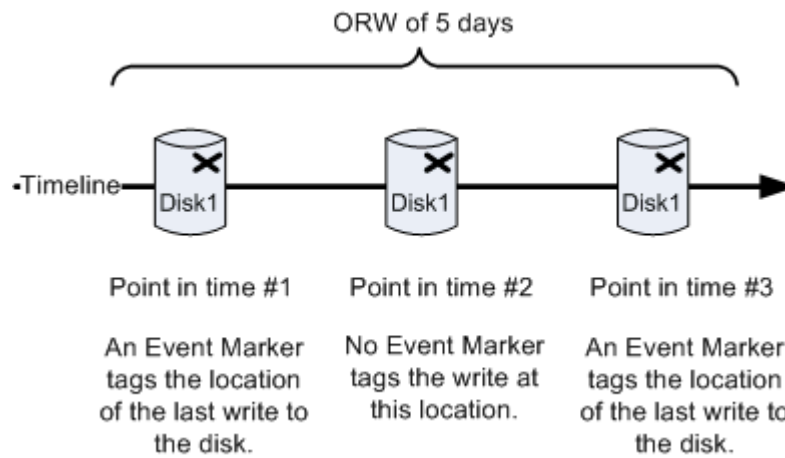 ORW of 5 days
Timeline
Disk1
Disk1
Disk1
Point in time #1
An Event Marker
tags the location
of the last write to
the disk.
Point in time #2
No Event Marker
tags the write at
this location.
Point in time #3
An Event Marker
tags the location
of the last write to
the disk.